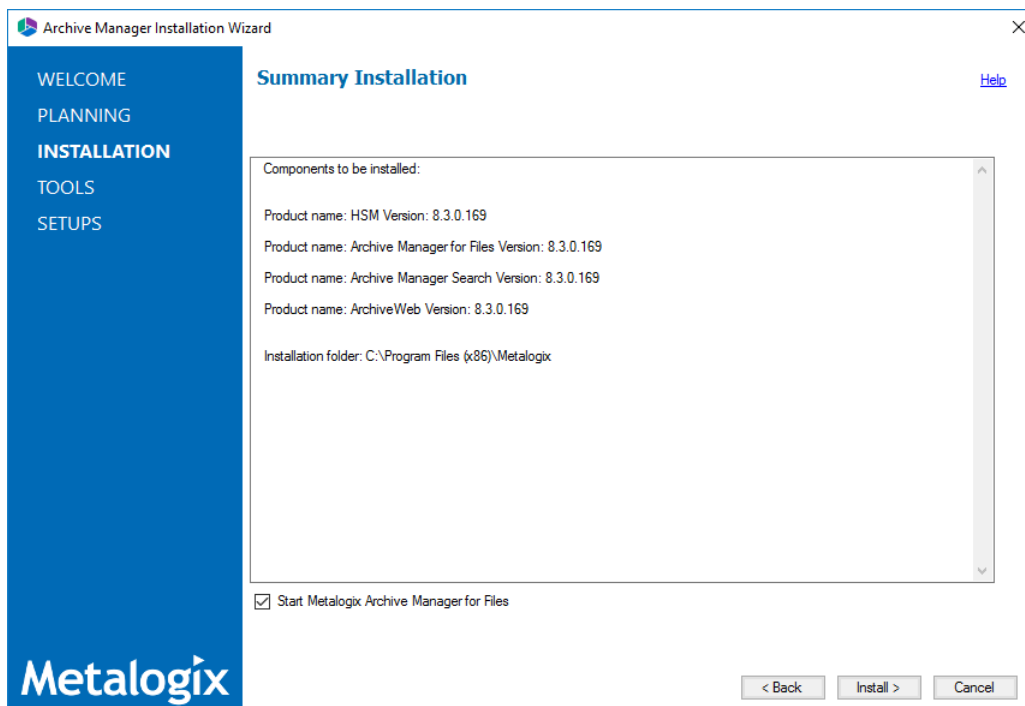 Archive Manager Installation Wizard
WELCOME
PLANNING
INSTALLATION
TOOLS
SETUPS
Metalogix
Summary Installation
Help
Components to be installed:
Product name: HSM Version: 8.3.0.169
Product name: Archive Manager for Files Version: 8.3.0.169
Product name: Archive Manager Search Version: 8.3.0.169
Product name: ArchiveWeb Version: 8.3.0.169
Installation folder: C:\Program Files (x86)\Metalogix
Start Metalogix Archive Manager for Files
< Back
Install >
Cancel